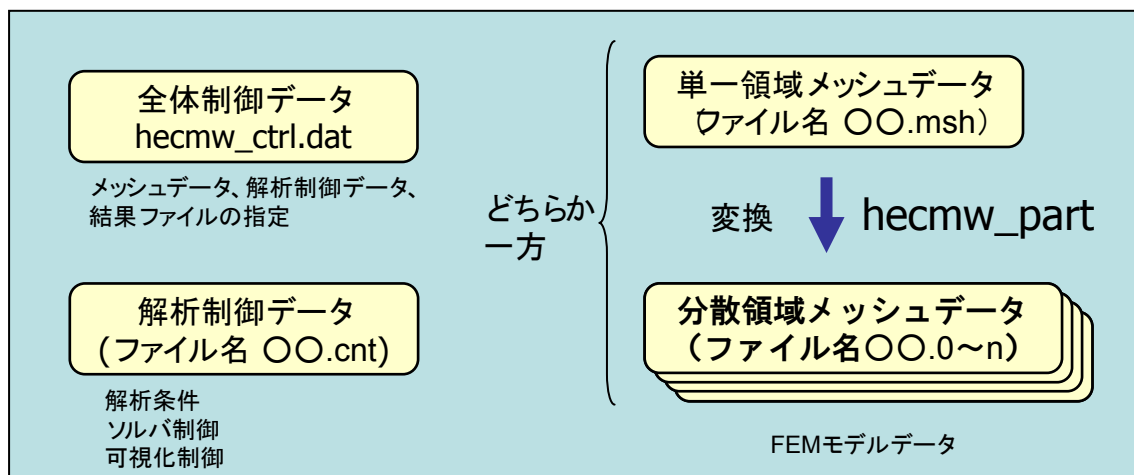 全体制御データ
hecmw_ctrl.dat
メッシュデータ、解析制御データ、
結果ファイルの指定
解析制御データ
(ファイル名 〇〇.cnt)
解析条件
ソルバ制御
可視化制御
どちらか
一方
単一領域メッシュデータ
(ファイル名 〇〇.msh)
変換
hecmw_part
分散領域メッシュデータ
(ファイル名〇〇.0～n)
FEMモデルデータ